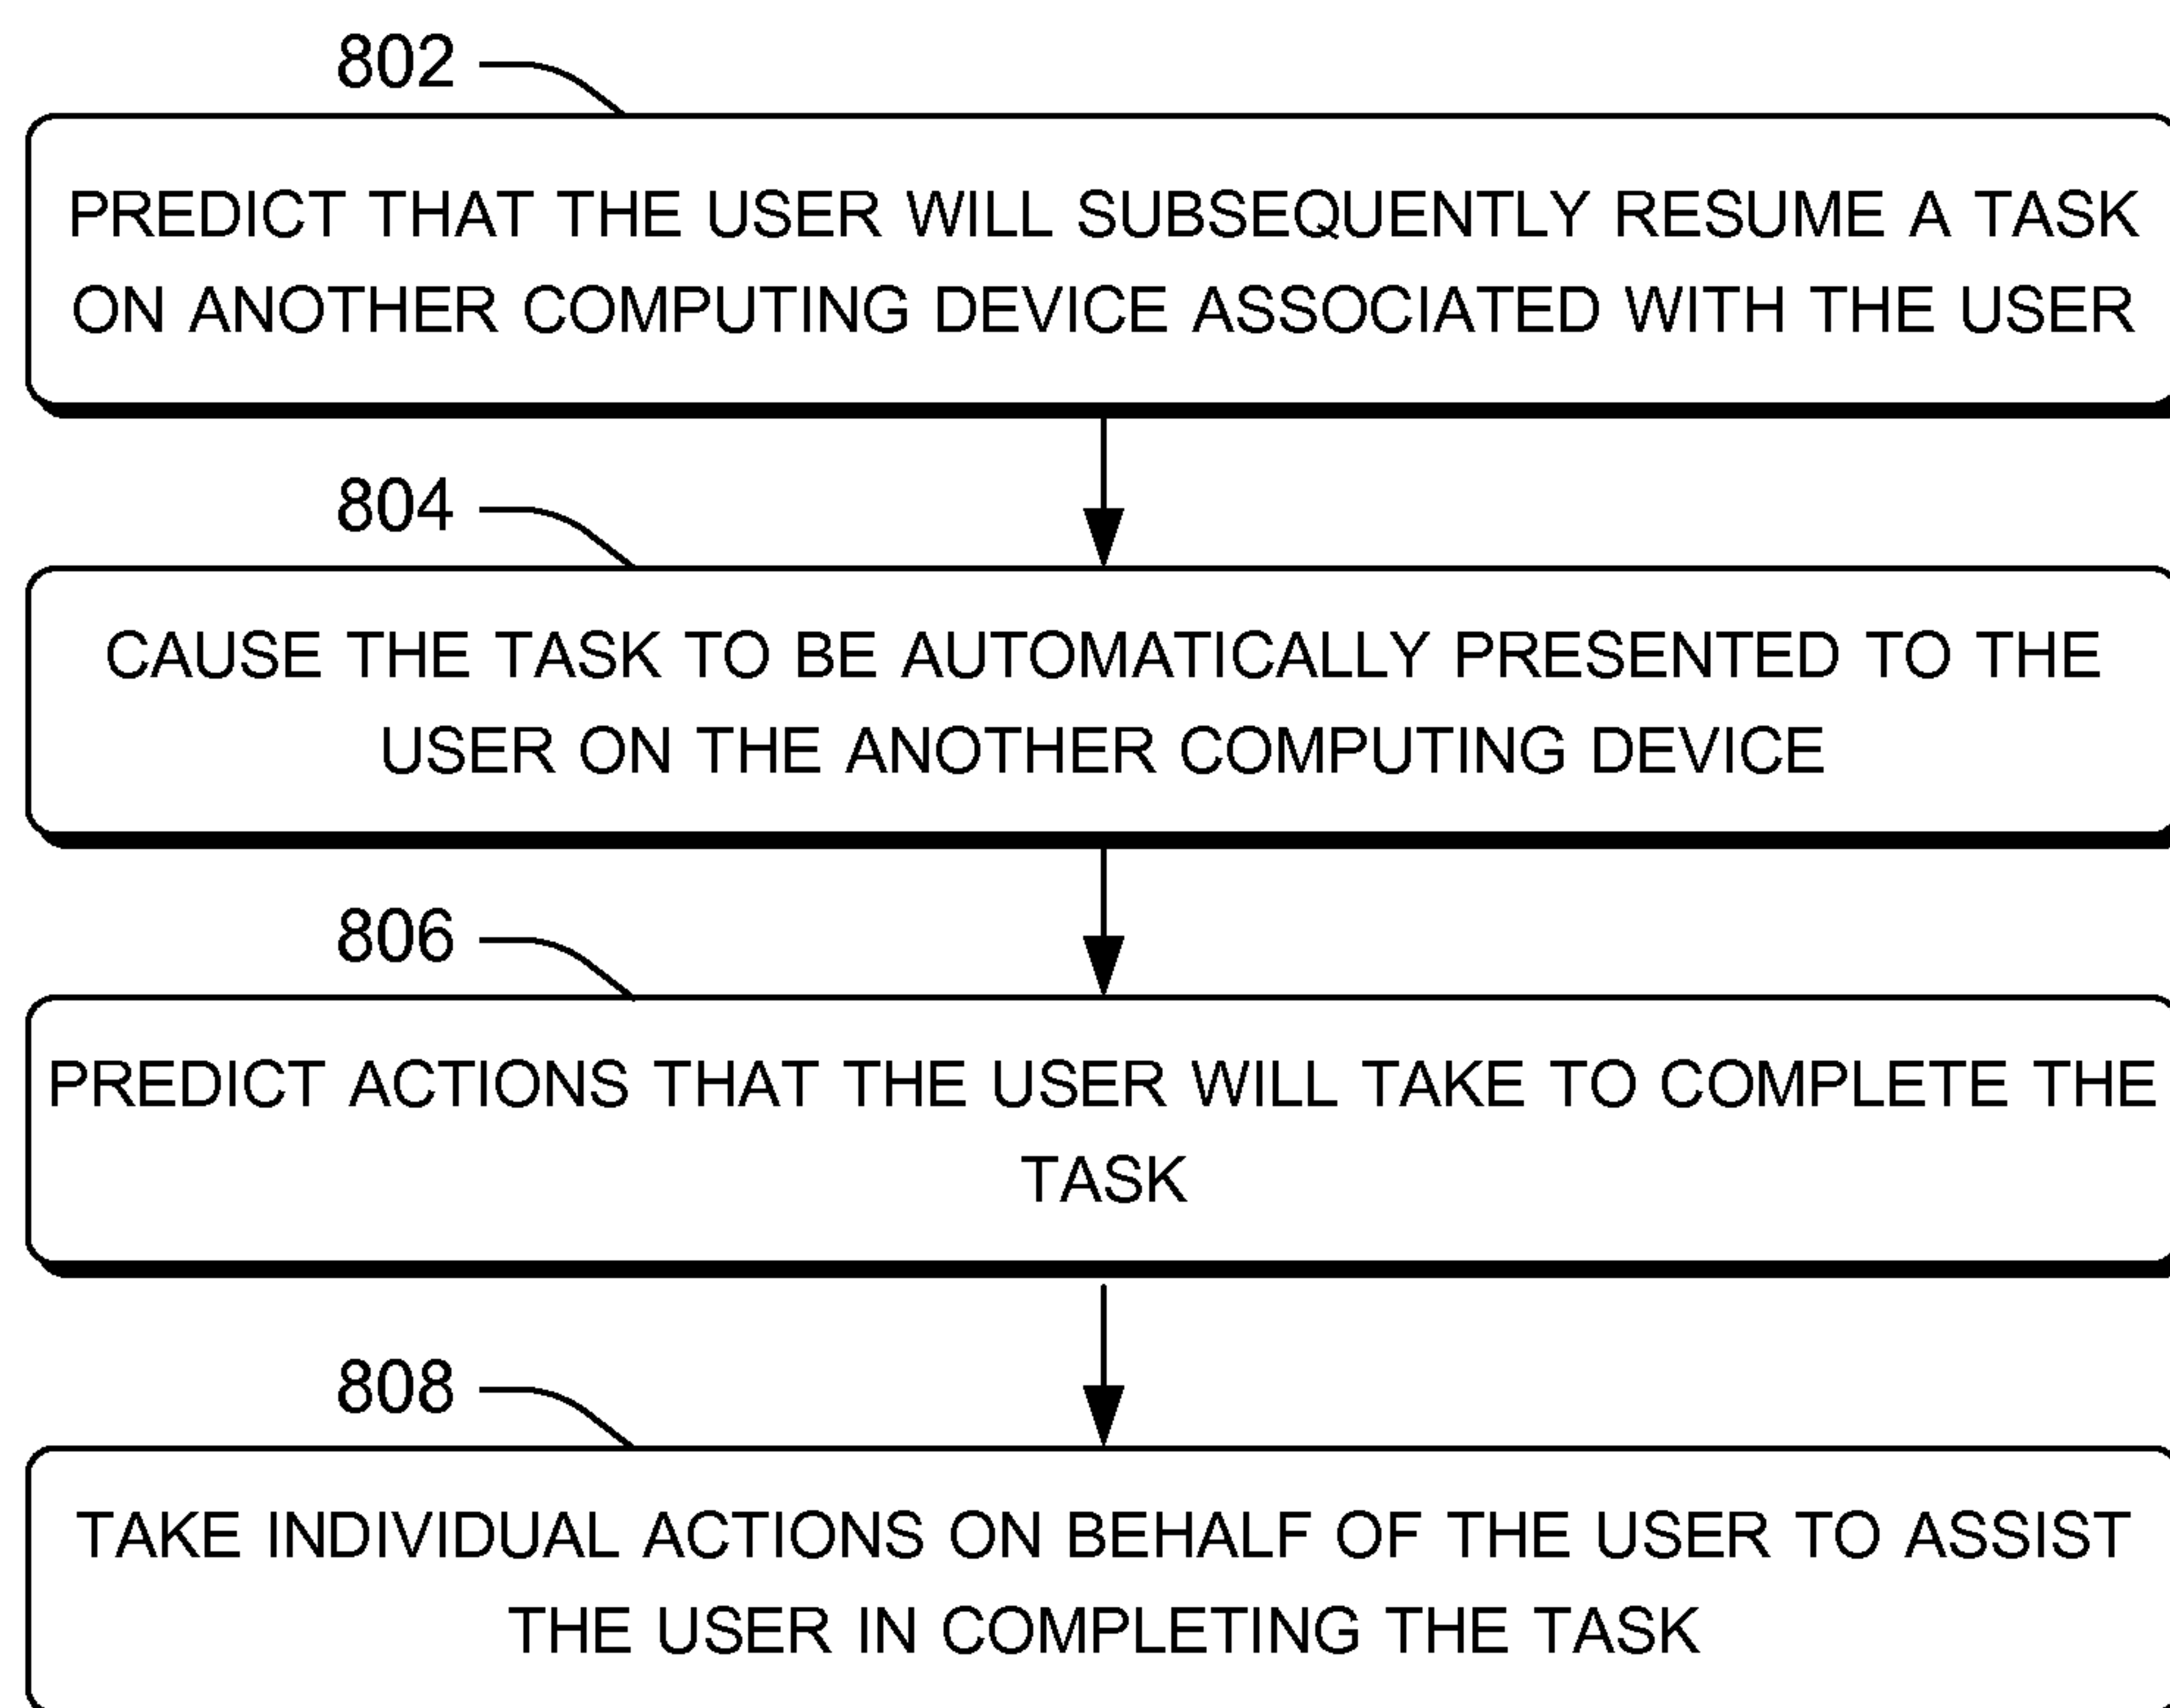 802
PREDICT THAT THE USER WILL SUBSEQUENTLY RESUME A TASK
ON ANOTHER COMPUTING DEVICE ASSOCIATED WITH THE USER
804
CAUSE THE TASK TO BE AUTOMATICALLY PRESENTED TO THE
USER ON THE ANOTHER COMPUTING DEVICE
806
PREDICT ACTIONS THAT THE USER WILL TAKE TO COMPLETE THE
TASK
808
TAKE INDIVIDUAL ACTIONS ON BEHALF OF THE USER TO ASSIST
THE USER IN COMPLETING THE TASK